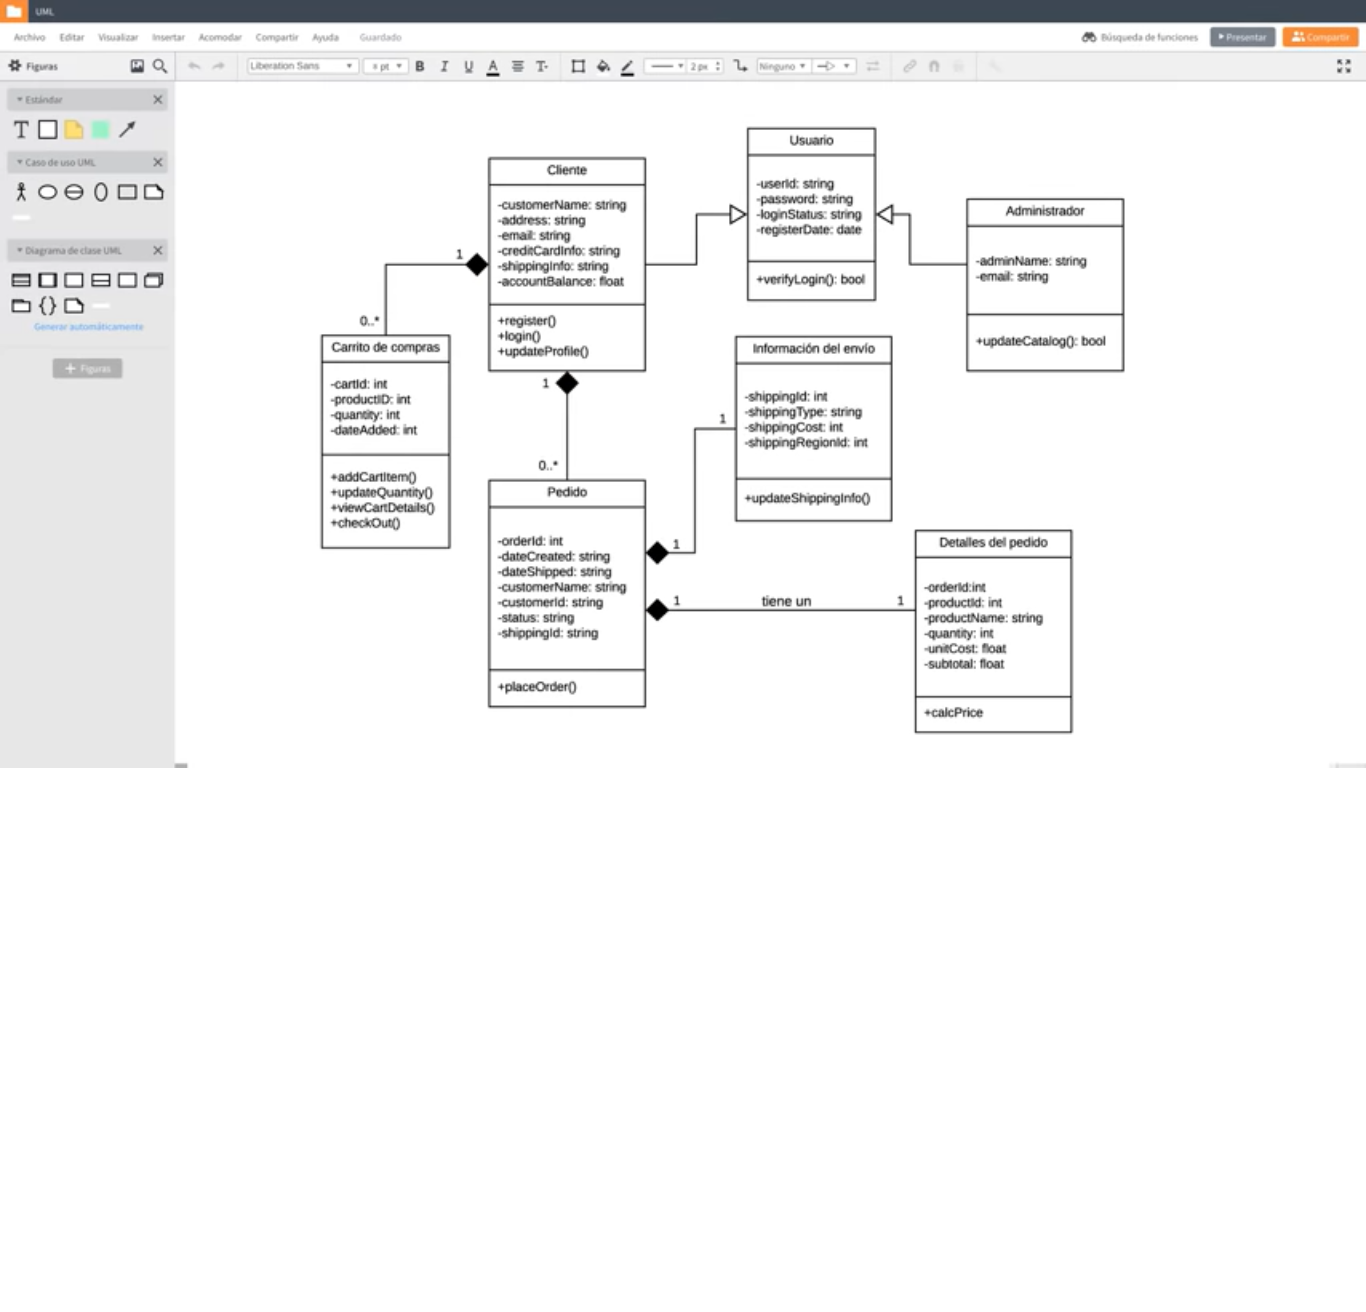 UML
Archivo Editar Visualizar Insertar Acomodar Compartir Ayuda Guardado Búsqueda de funciones Presentar Compartir
Figuras Liberation Sans pt B I U A T 2 px Ninguno
Estándar
T
Caso de uso UML
Diagrama de clase UML
{}
Generar automáticamente
+ Figuras
Cliente
-customerName: string
-address: string
-email: string
-creditCardInfo: string
-shippingInfo: string
-accountBalance: float
+register()
+login()
+updateProfile()
Usuario
-userId: string
-password: string
-loginStatus: string
-registerDate: date
+verifyLogin(): bool
Administrador
-adminName: string
-email: string
+updateCatalog(): bool
1
0..*
Carrito de compras
-cartId: int
-productID: int
-quantity: int
-dateAdded: int
+addCartItem()
+updateQuantity()
+viewCartDetails()
+checkOut()
1
0..*
Información del envío
-shippingId: int
-shippingType: string
-shippingCost: int
-shippingRegionId: int
+updateShippingInfo()
1
1
Pedido
-orderId: int
-dateCreated: string
-dateShipped: string
-customerName: string
-customerId: string
-status: string
-shippingId: string
+placeOrder()
1 tiene un 1
Detalles del pedido
-orderId:int
-productId: int
-productName: string
-quantity: int
-unitCost: float
-subtotal: float
+calcPrice